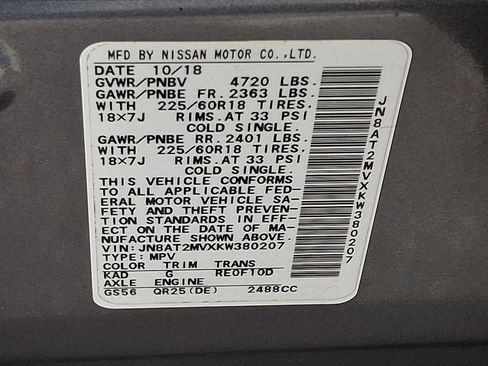 MFD BY NISSAN MOTOR CO.,LTD.
DATE 10/18
GVWR/PNBV 4720 LBS.
GAWR/PNBE FR. 2363 LBS.
WITH 225/60R18 TIRES.
18×7J RIMS.AT 33 PSI
COLD SINGLE.
GAWR/PNBE RR. 2401 LBS.
WITH 225/60R18 TIRES.
18×7J RIMS.AT 33 PSI
COLD SINGLE.
THIS VEHICLE CONFORMS
TO ALL APPLICABLE FED-
ERAL MOTOR VEHICLE SA-
FETY AND THEFT PREVEN-
TION STANDARDS IN EFF-
ECT ON THE DATE OF MA-
NUFACTURE SHOWN ABOVE.
VIN: JN8AT2MVXKW380207
TYPE: MPV
COLOR TRIM TRANS
KAD G RE0F10D
AXLE ENGINE
GS56 QR25(DE) 2488CC
JN8AT2MVXKW380207